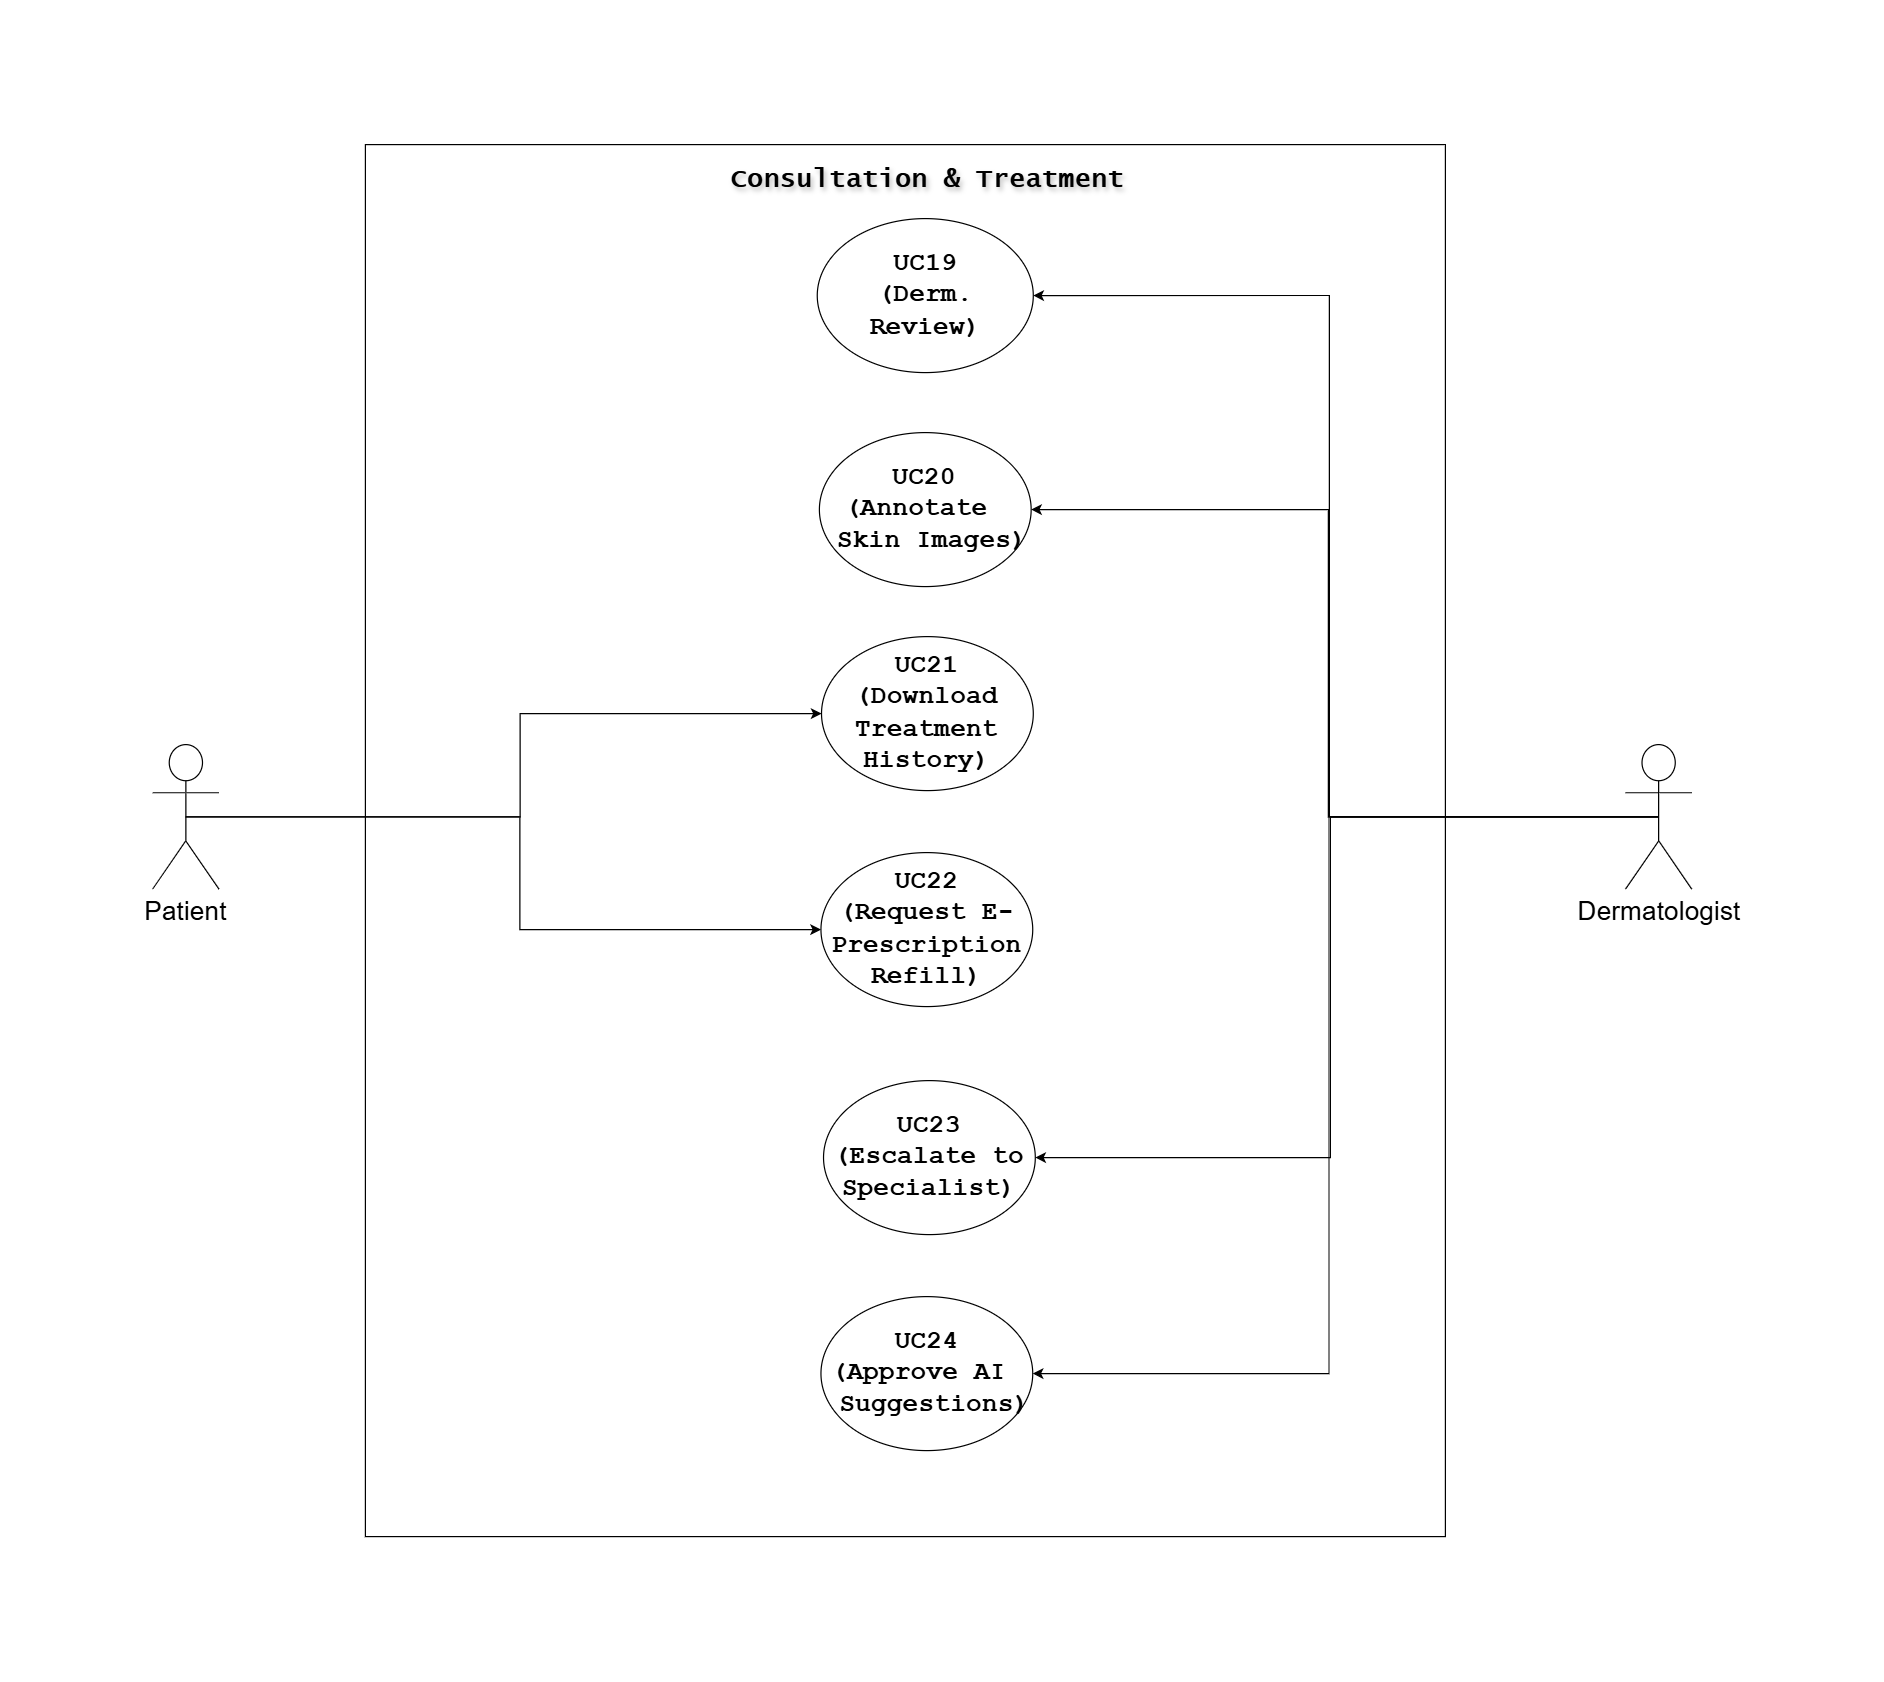 Consultation & Treatment
UC19
(Derm.
Review)
UC20
(Annotate
Skin Images)
UC21
(Download
Treatment
History)
UC22
(Request E-
Prescription
Refill)
Patient
Dermatologist
UC23
(Escalate to
Specialist)
UC24
(Approve AI
Suggestions)